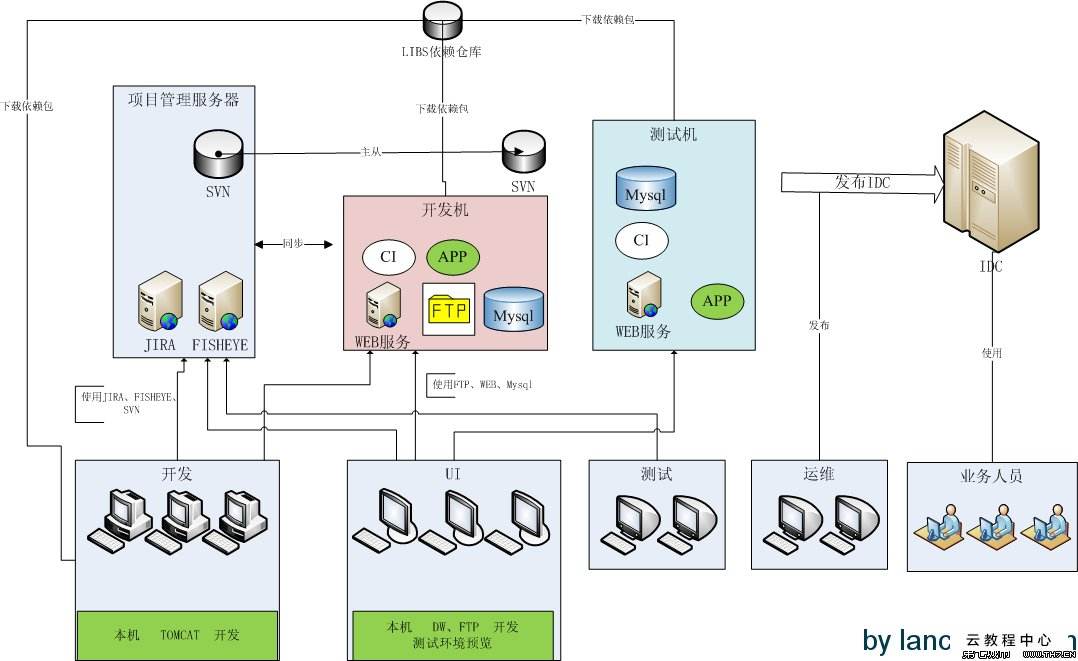 下载依赖包
LIBS依赖仓库
下载依赖包
下载依赖包
项目管理服务器
SVN
主从
SVN
同步
JIRA
FISHEYE
开发机
CI
APP
WEB服务
FTP
Mysql
测试机
Mysql
CI
WEB服务
APP
发布IDC
IDC
发布
使用
使用JIRA、FISHEYE、
SVN
使用FTP、WEB、Mysql
开发
UI
测试
运维
业务人员
本机 TOMCAT 开发
本机 DW、FTP 开发
测试环境预览
by lanc
云教程中心
WWW.TH7.CN